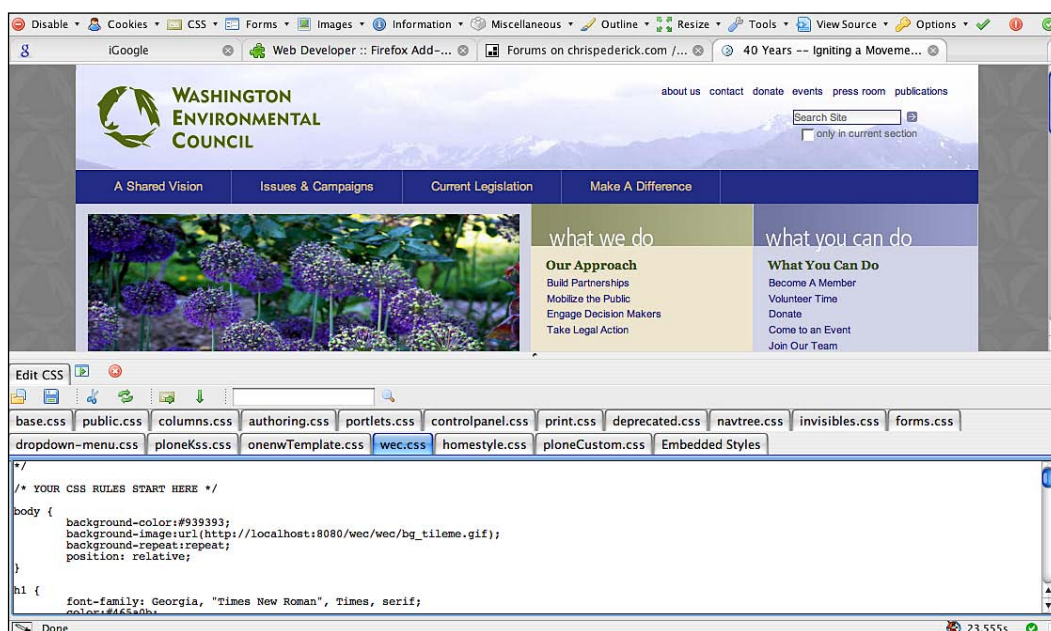 Disable Cookies CSS Forms Images Information Miscellaneous Outline Resize Tools View Source Options
iGoogle Web Developer :: Firefox Add-... Forums on chrispederick.com /... 40 Years -- Igniting a Moveme...
WASHINGTON
ENVIRONMENTAL
COUNCIL
about us contact donate events press room publications
Search Site
only in current section
A Shared Vision Issues & Campaigns Current Legislation Make A Difference
what we do
Our Approach
Build Partnerships
Mobilize the Public
Engage Decision Makers
Take Legal Action
what you can do
What You Can Do
Become A Member
Volunteer Time
Donate
Come to an Event
Join Our Team
Edit CSS
base.css public.css columns.css authoring.css portlets.css controlpanel.css print.css deprecated.css navtree.css invisibles.css forms.css
dropdown-menu.css ploneKss.css onenwTemplate.css wec.css homestyle.css ploneCustom.css Embedded Styles
*/
/* YOUR CSS RULES START HERE */
body {
background-color:#939393;
background-image:url(http://localhost:8080/wec/wec/bg_tileme.gif);
background-repeat:repeat;
position: relative;
}
h1 {
font-family: Georgia, "Times New Roman", Times, serif;
color:#465a0b;
Done 23.555s